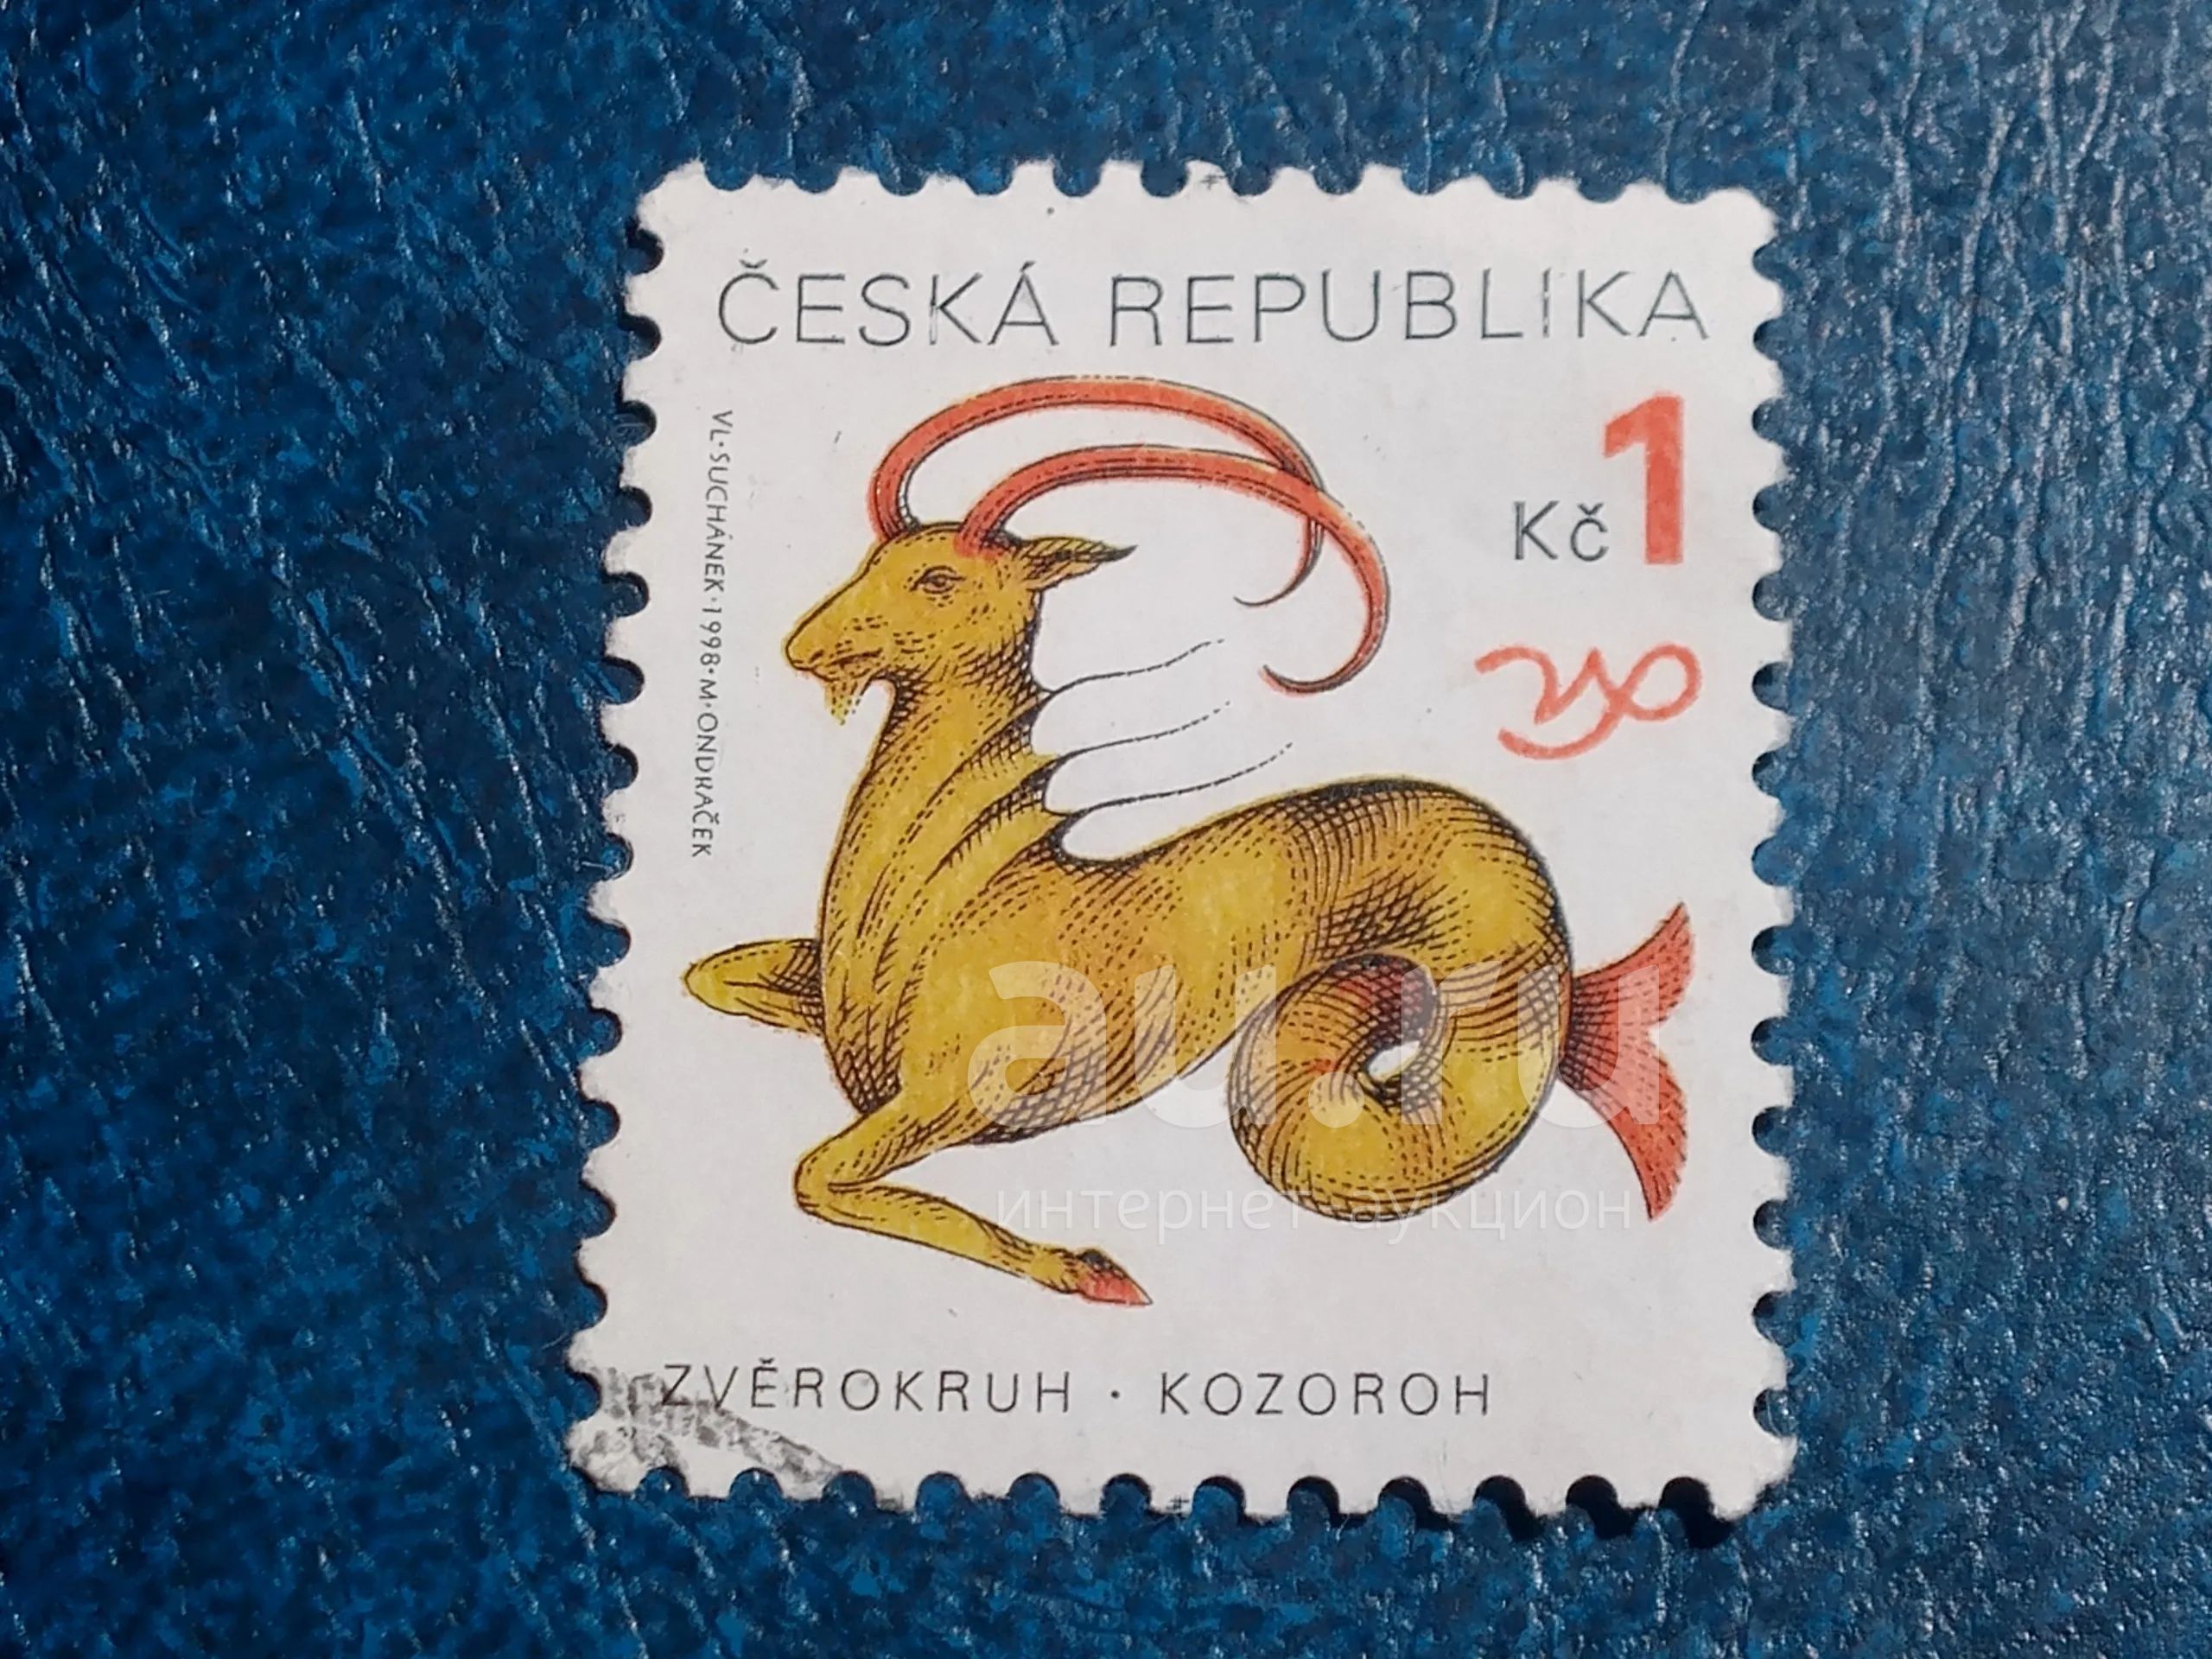 ČESKÁ REPUBLIKA
Kč 1
VL·SUCHÁNEK·1998·M·ONDRÁČEK
au.ru
интернет аукцион
ZVĚROKRUH · KOZOROH